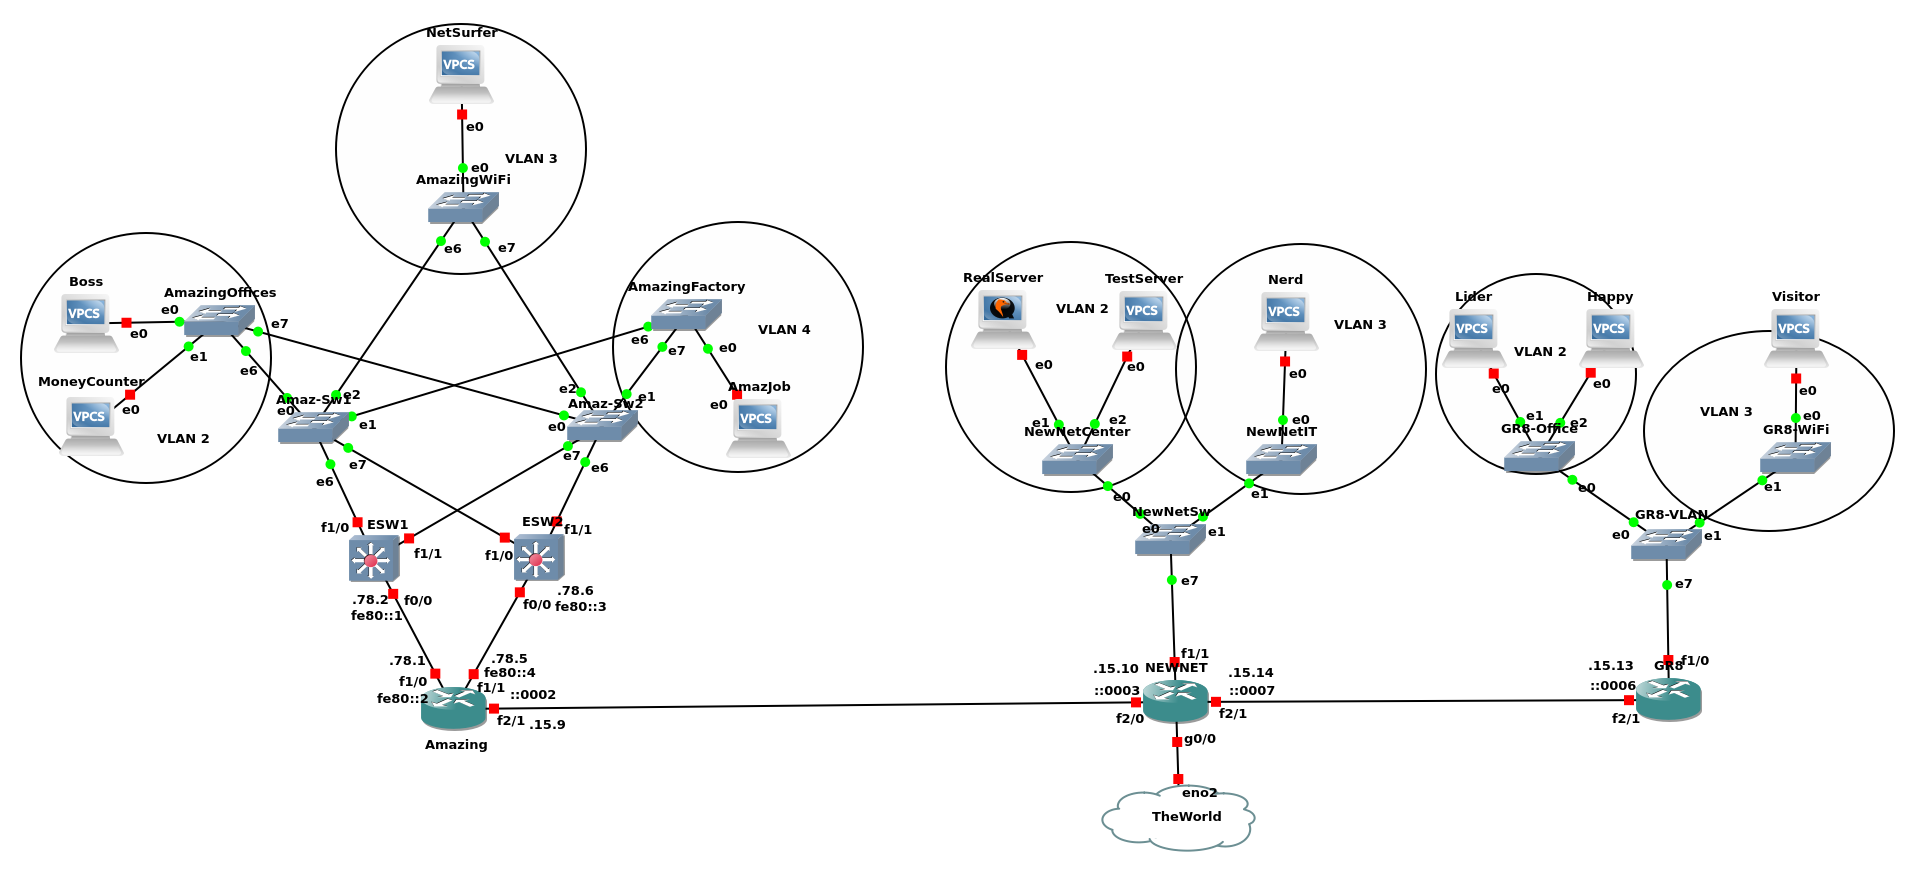 NetSurfer
VPCS
e0
e0
VLAN 3
AmazingWiFi
e6
e7
Boss
VPCS
e0
e0
AmazingOffices
e7
e1
e6
MoneyCounter
VPCS
e0
VLAN 2
AmazingFactory
VLAN 4
e6
e7
e0
AmazJob
e0
VPCS
Amaz-Sw1
e0
e2
e1
e7
e6
Amaz-Sw2
e2
e1
e0
e7
e6
ESW1
f1/0
f1/1
ESW2
f1/1
f1/0
.78.2
f0/0
fe80::1
.78.6
f0/0
fe80::3
.78.1
f1/0
fe80::2
.78.5
fe80::4
f1/1
::0002
f2/1
.15.9
Amazing
RealServer
TestServer
VLAN 2
VPCS
e0
e0
e1
e2
NewNetCenter
e0
Nerd
VPCS
VLAN 3
e0
e0
NewNetIT
e1
NewNetSw
e0
e1
e7
f1/1
NEWNET
.15.10
::0003
f2/0
.15.14
::0007
f2/1
g0/0
eno2
TheWorld
Lider
Happy
VPCS
VPCS
VLAN 2
e0
e0
e1
e2
GR8-Office
e0
Visitor
VPCS
e0
VLAN 3
e0
GR8-WiFi
e1
GR8-VLAN
e0
e1
e7
f1/0
GR8
.15.13
::0006
f2/1